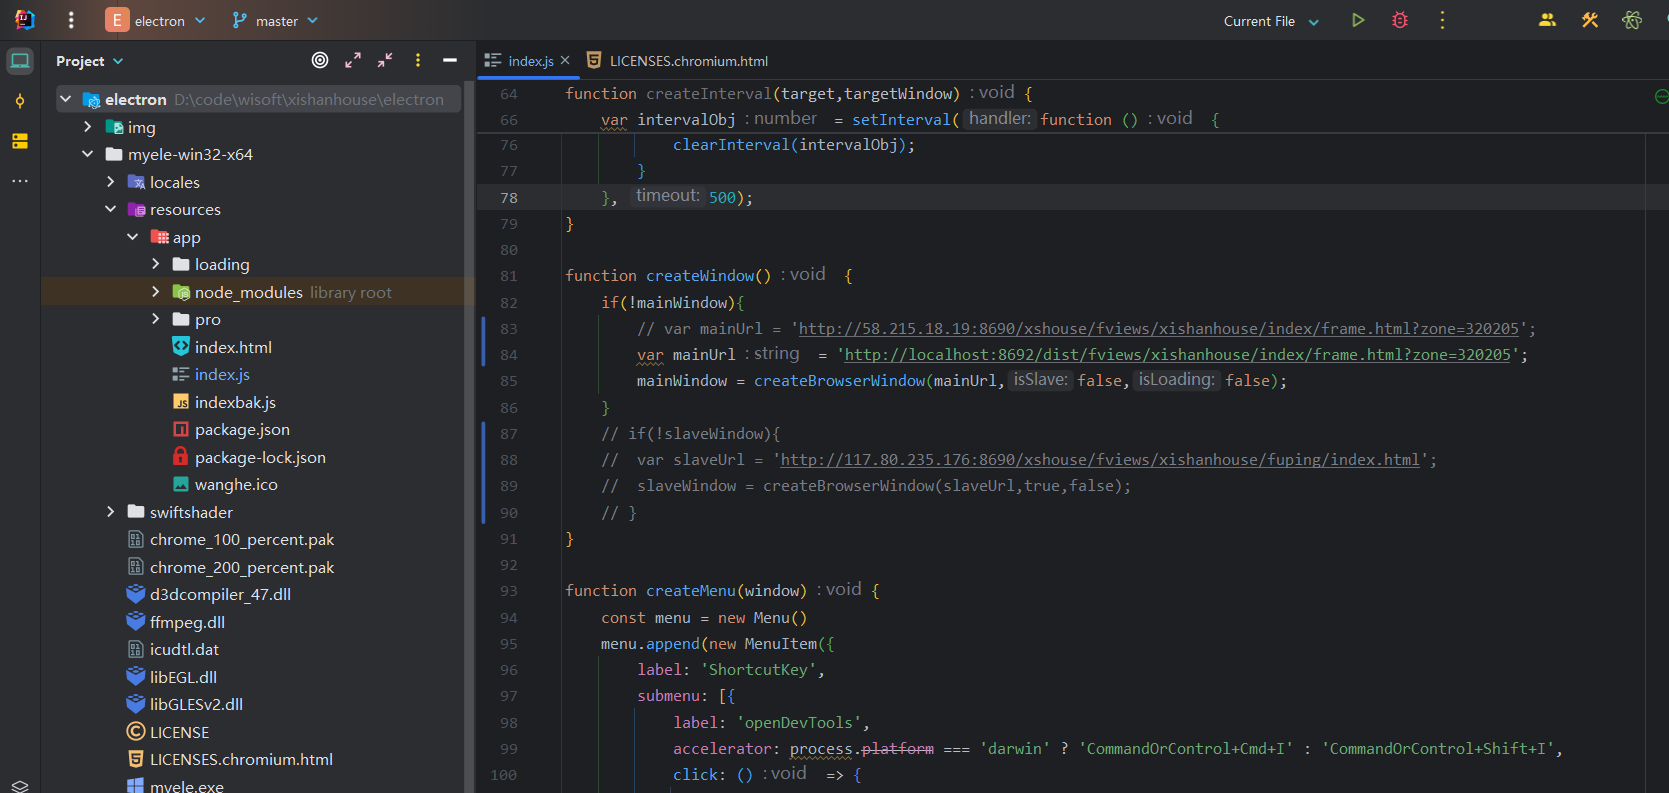 E electron master Current File
Project
index.js LICENSES.chromium.html
electron D:\code\wisoft\xishanhouse\electron
img
myele-win32-x64
locales
resources
app
loading
node_modules library root
pro
index.html
index.js
indexbak.js
package.json
package-lock.json
wanghe.ico
swiftshader
chrome_100_percent.pak
chrome_200_percent.pak
d3dcompiler_47.dll
ffmpeg.dll
icudtl.dat
libEGL.dll
libGLESv2.dll
LICENSE
LICENSES.chromium.html
myele.exe
64 function createInterval(target,targetWindow) : void {
66 var intervalObj : number = setInterval( handler: function () : void {
76 clearInterval(intervalObj);
77 }
78 }, timeout: 500);
79 }
80
81 function createWindow() : void {
82 if(!mainWindow){
83 // var mainUrl = 'http://58.215.18.19:8690/xshouse/fviews/xishanhouse/index/frame.html?zone=320205';
84 var mainUrl : string = 'http://localhost:8692/dist/fviews/xishanhouse/index/frame.html?zone=320205';
85 mainWindow = createBrowserWindow(mainUrl, isSlave: false, isLoading: false);
86 }
87 // if(!slaveWindow){
88 // var slaveUrl = 'http://117.80.235.176:8690/xshouse/fviews/xishanhouse/fuping/index.html';
89 // slaveWindow = createBrowserWindow(slaveUrl,true,false);
90 // }
91 }
92
93 function createMenu(window) : void {
94 const menu = new Menu()
95 menu.append(new MenuItem({
96 label: 'ShortcutKey',
97 submenu: [{
98 label: 'openDevTools',
99 accelerator: process.platform === 'darwin' ? 'CommandOrControl+Cmd+I' : 'CommandOrControl+Shift+I',
100 click: () : void => {